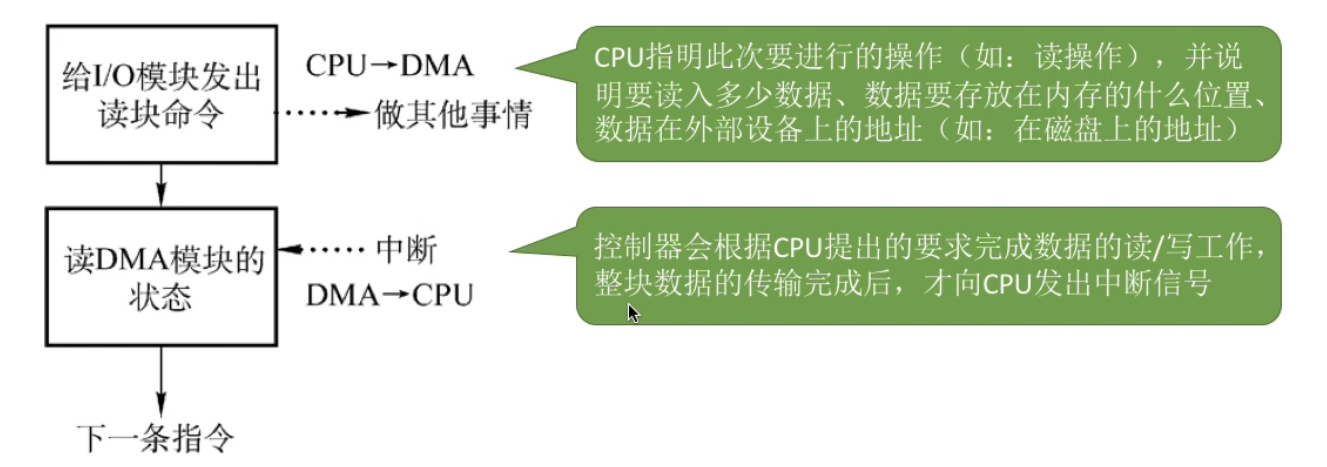 给I/O模块发出
读块命令
CPU→DMA
做其他事情
CPU指明此次要进行的操作（如：读操作），并说
明要读入多少数据、数据要存放在内存的什么位置、
数据在外部设备上的地址（如：在磁盘上的地址）
读DMA模块的
状态
中断
DMA→CPU
控制器会根据CPU提出的要求完成数据的读/写工作，
整块数据的传输完成后，才向CPU发出中断信号
下一条指令